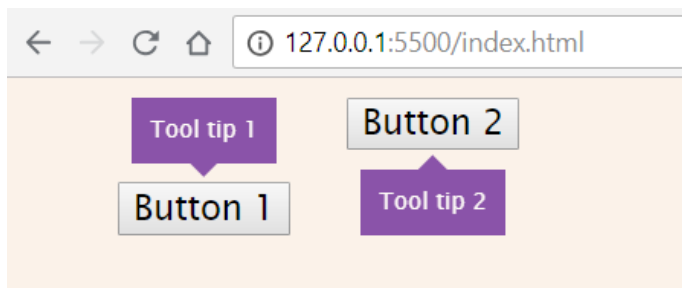 127.0.0.1:5500/index.html
Tool tip 1
Button 2
Button 1
Tool tip 2